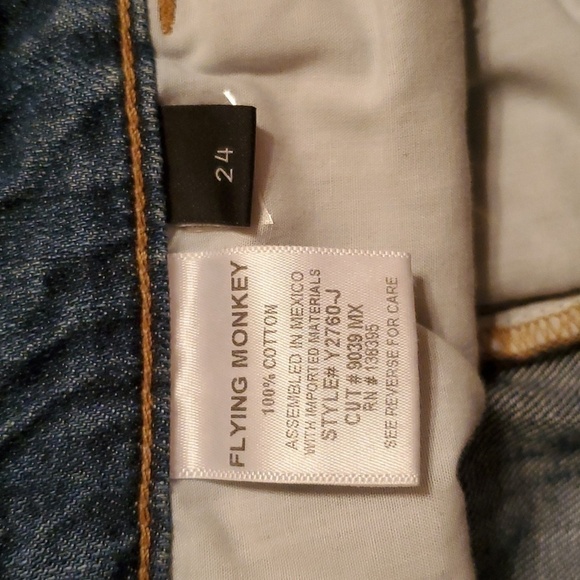 24
FLYING MONKEY
100% COTTON
ASSEMBLED IN MEXICO
WITH IMPORTED MATERIALS
STYLE# Y2760-J
CUT # 9039 MX
RN # 136395
SEE REVERSE FOR CARE